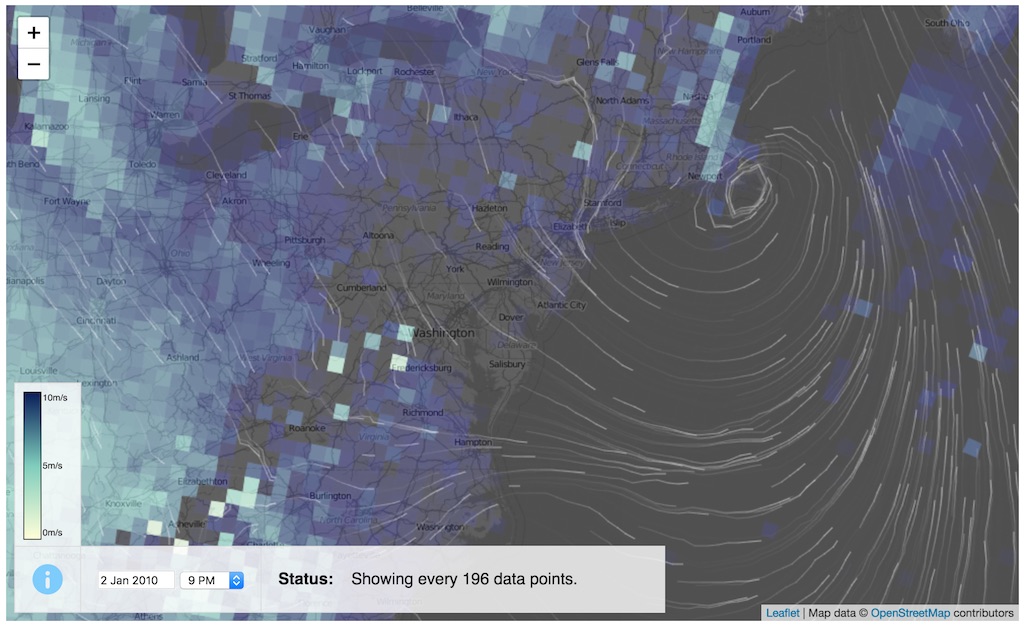 Belleville
Auburn
+
Vaughan
South Ohio
Michigan
Portland
New Hampshire
Stratford
Glens Falls
−
Hamilton
Lockport
Rochester
New York
Flint
Sarnia
St Thomas
Nashua
Lansing
North Adams
Warren
Ithaca
Massachusetts
Kalamazoo
Erie
Rhode Island
Toledo
Connecticut
Cleveland
Newport
Fort Wayne
Akron
Stamford
Pennsylvania
Hazleton
Islip
Elizabeth
Altoona
Pittsburgh
Reading
Ohio
Wheeling
New Jersey
York
Dayton
Cumberland
Wilmington
Maryland
Atlantic City
Cincinnati
Dover
Washington
Delaware
Ashland
West Virginia
Fredericksburg
Salisbury
Louisville
Lexington
10m/s
Richmond
Roanoke
Virginia
Hampton
5m/s
Elizabethton
Burlington
Knoxville
North Carolina
Asheville
Washington
0m/s
Charlotte
2 Jan 2010
9 PM
Status: Showing every 196 data points.
Athens
Leaflet | Map data © OpenStreetMap contributors